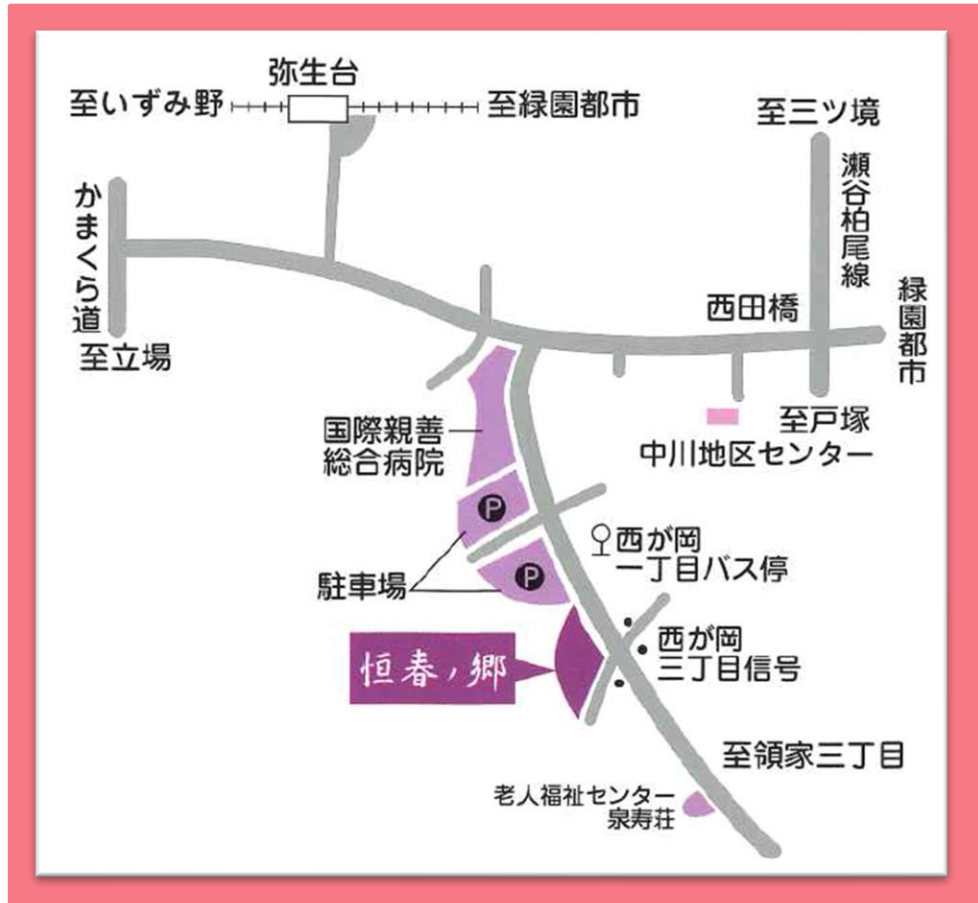 弥生台
至いずみ野
至緑園都市
至三ツ境
瀬谷柏尾線
かまくら道
西田橋
緑園都市
至立場
至戸塚
中川地区センター
国際親善
総合病院
P
西が岡
一丁目バス停
P
駐車場
西が岡
三丁目信号
恒春ノ郷
至領家三丁目
老人福祉センター
泉寿荘